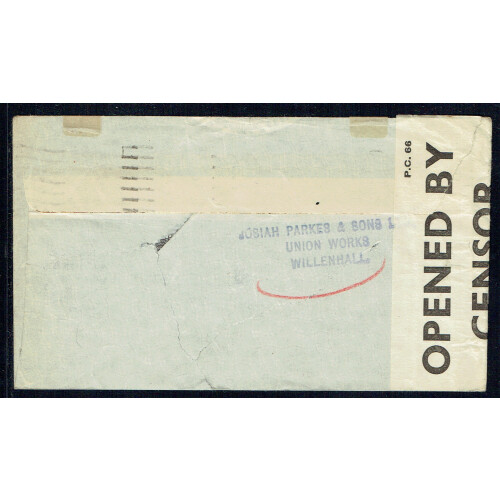 JOSIAH PARKES & SONS L
UNION WORKS
WILLENHALL
P.C. 66
OPENED BY
CENSOR